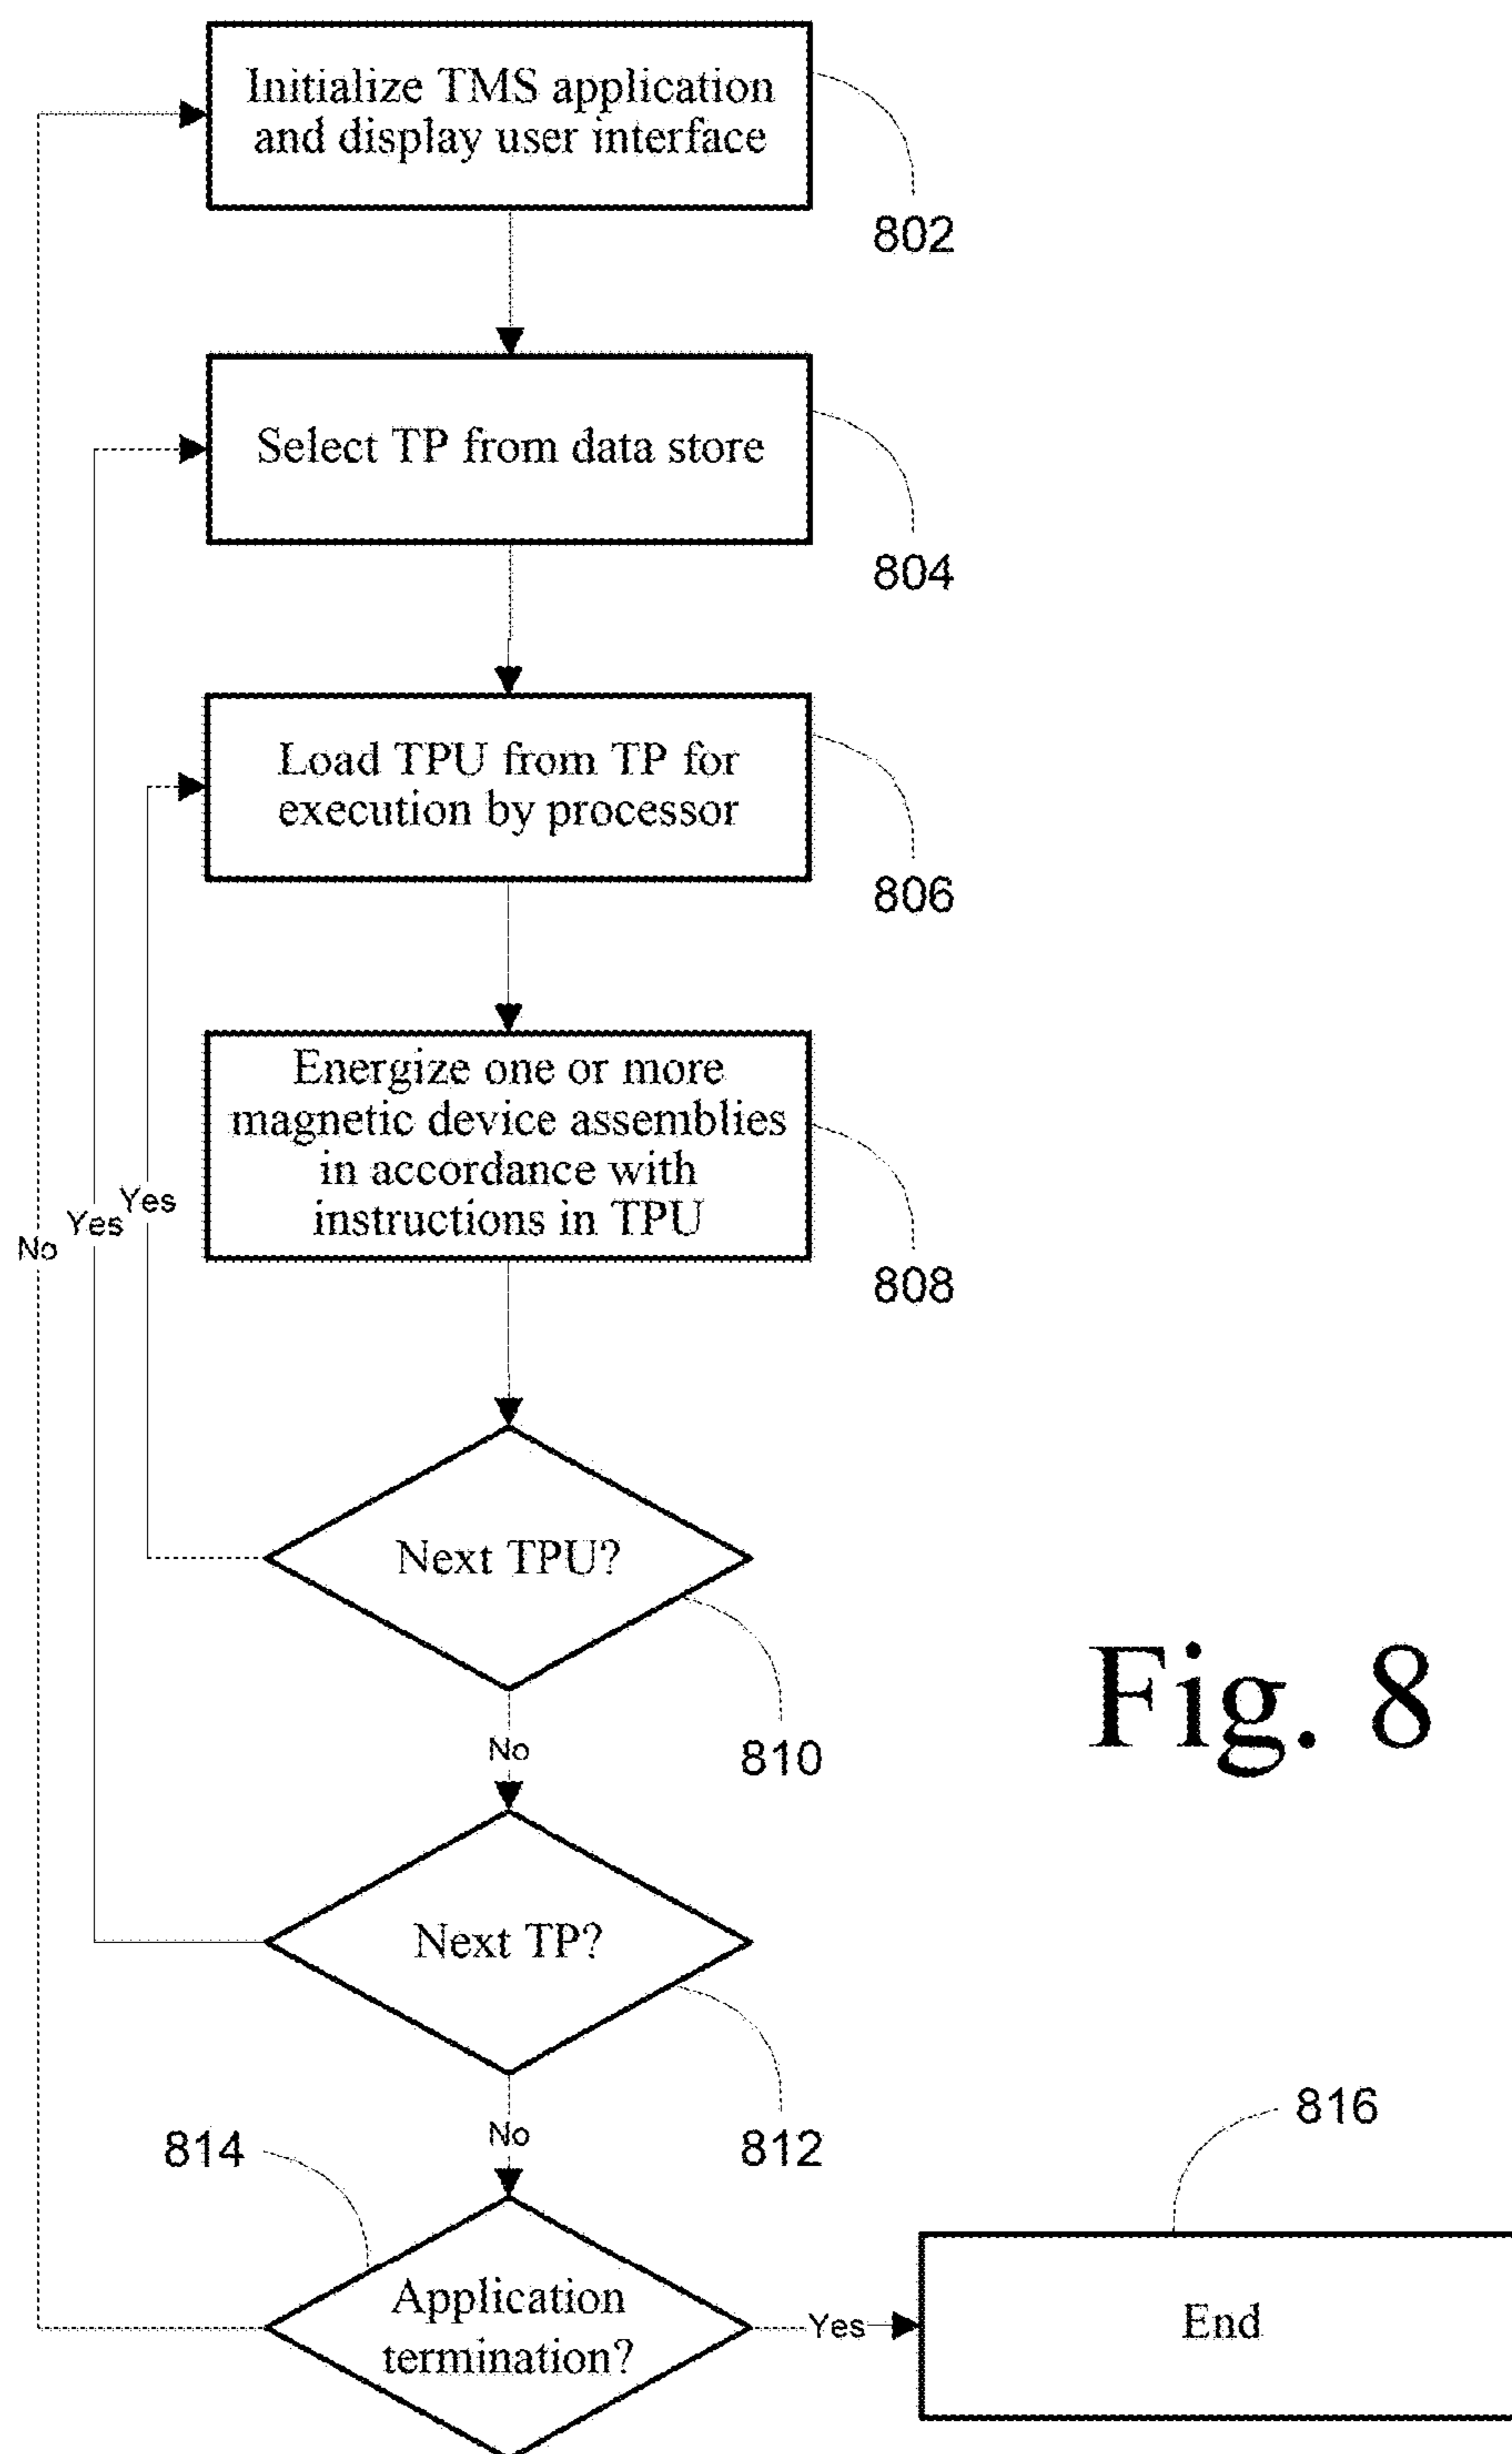 Initialize TMS application
and display user interface
802
Select TP from data store
804
Load TPU from TP for
execution by processor
806
Energize one or more
magnetic device assemblies
in accordance with
instructions in TPU
808
Yes
Yes
No
Next TPU?
810
No
Fig. 8
Next TP?
812
No
814
816
Application
termination?
Yes
End